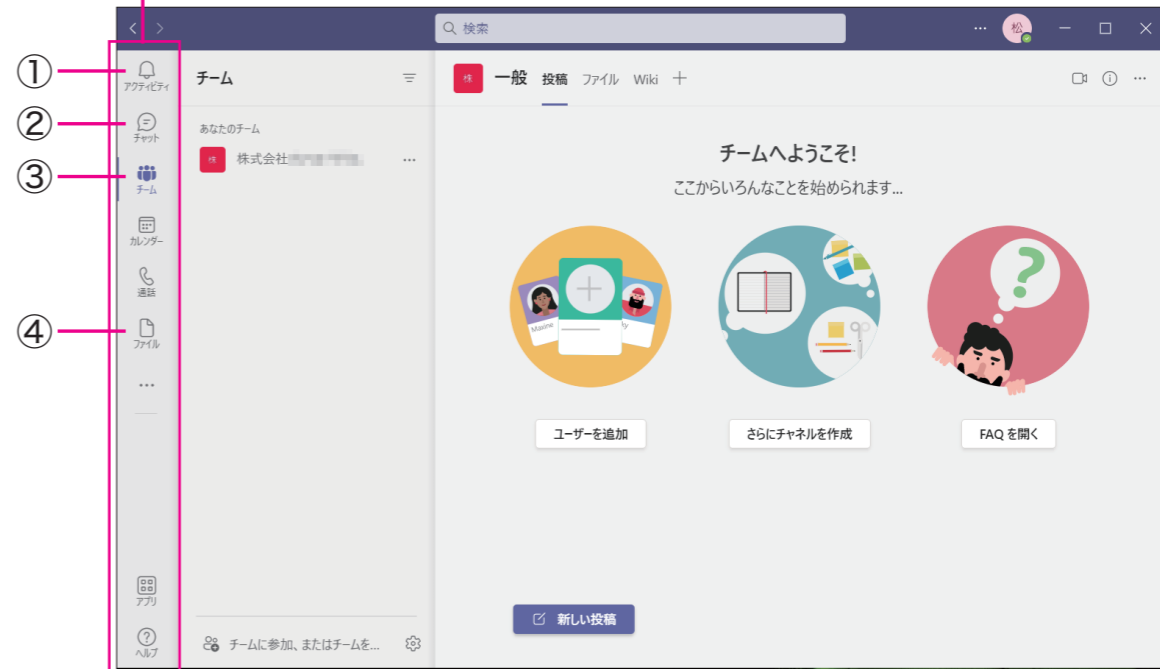 検索
松
①
アクティビティ
②
チャット
③
チーム
カレンダー
通話
④
ファイル
アプリ
ヘルプ
チーム
あなたのチーム
株 株式会社
チームに参加、またはチームを...
株 一般 投稿 ファイル Wiki
チームへようこそ!
ここからいろんなことを始められます...
Maxine
ユーザーを追加
さらにチャネルを作成
FAQ を開く
新しい投稿